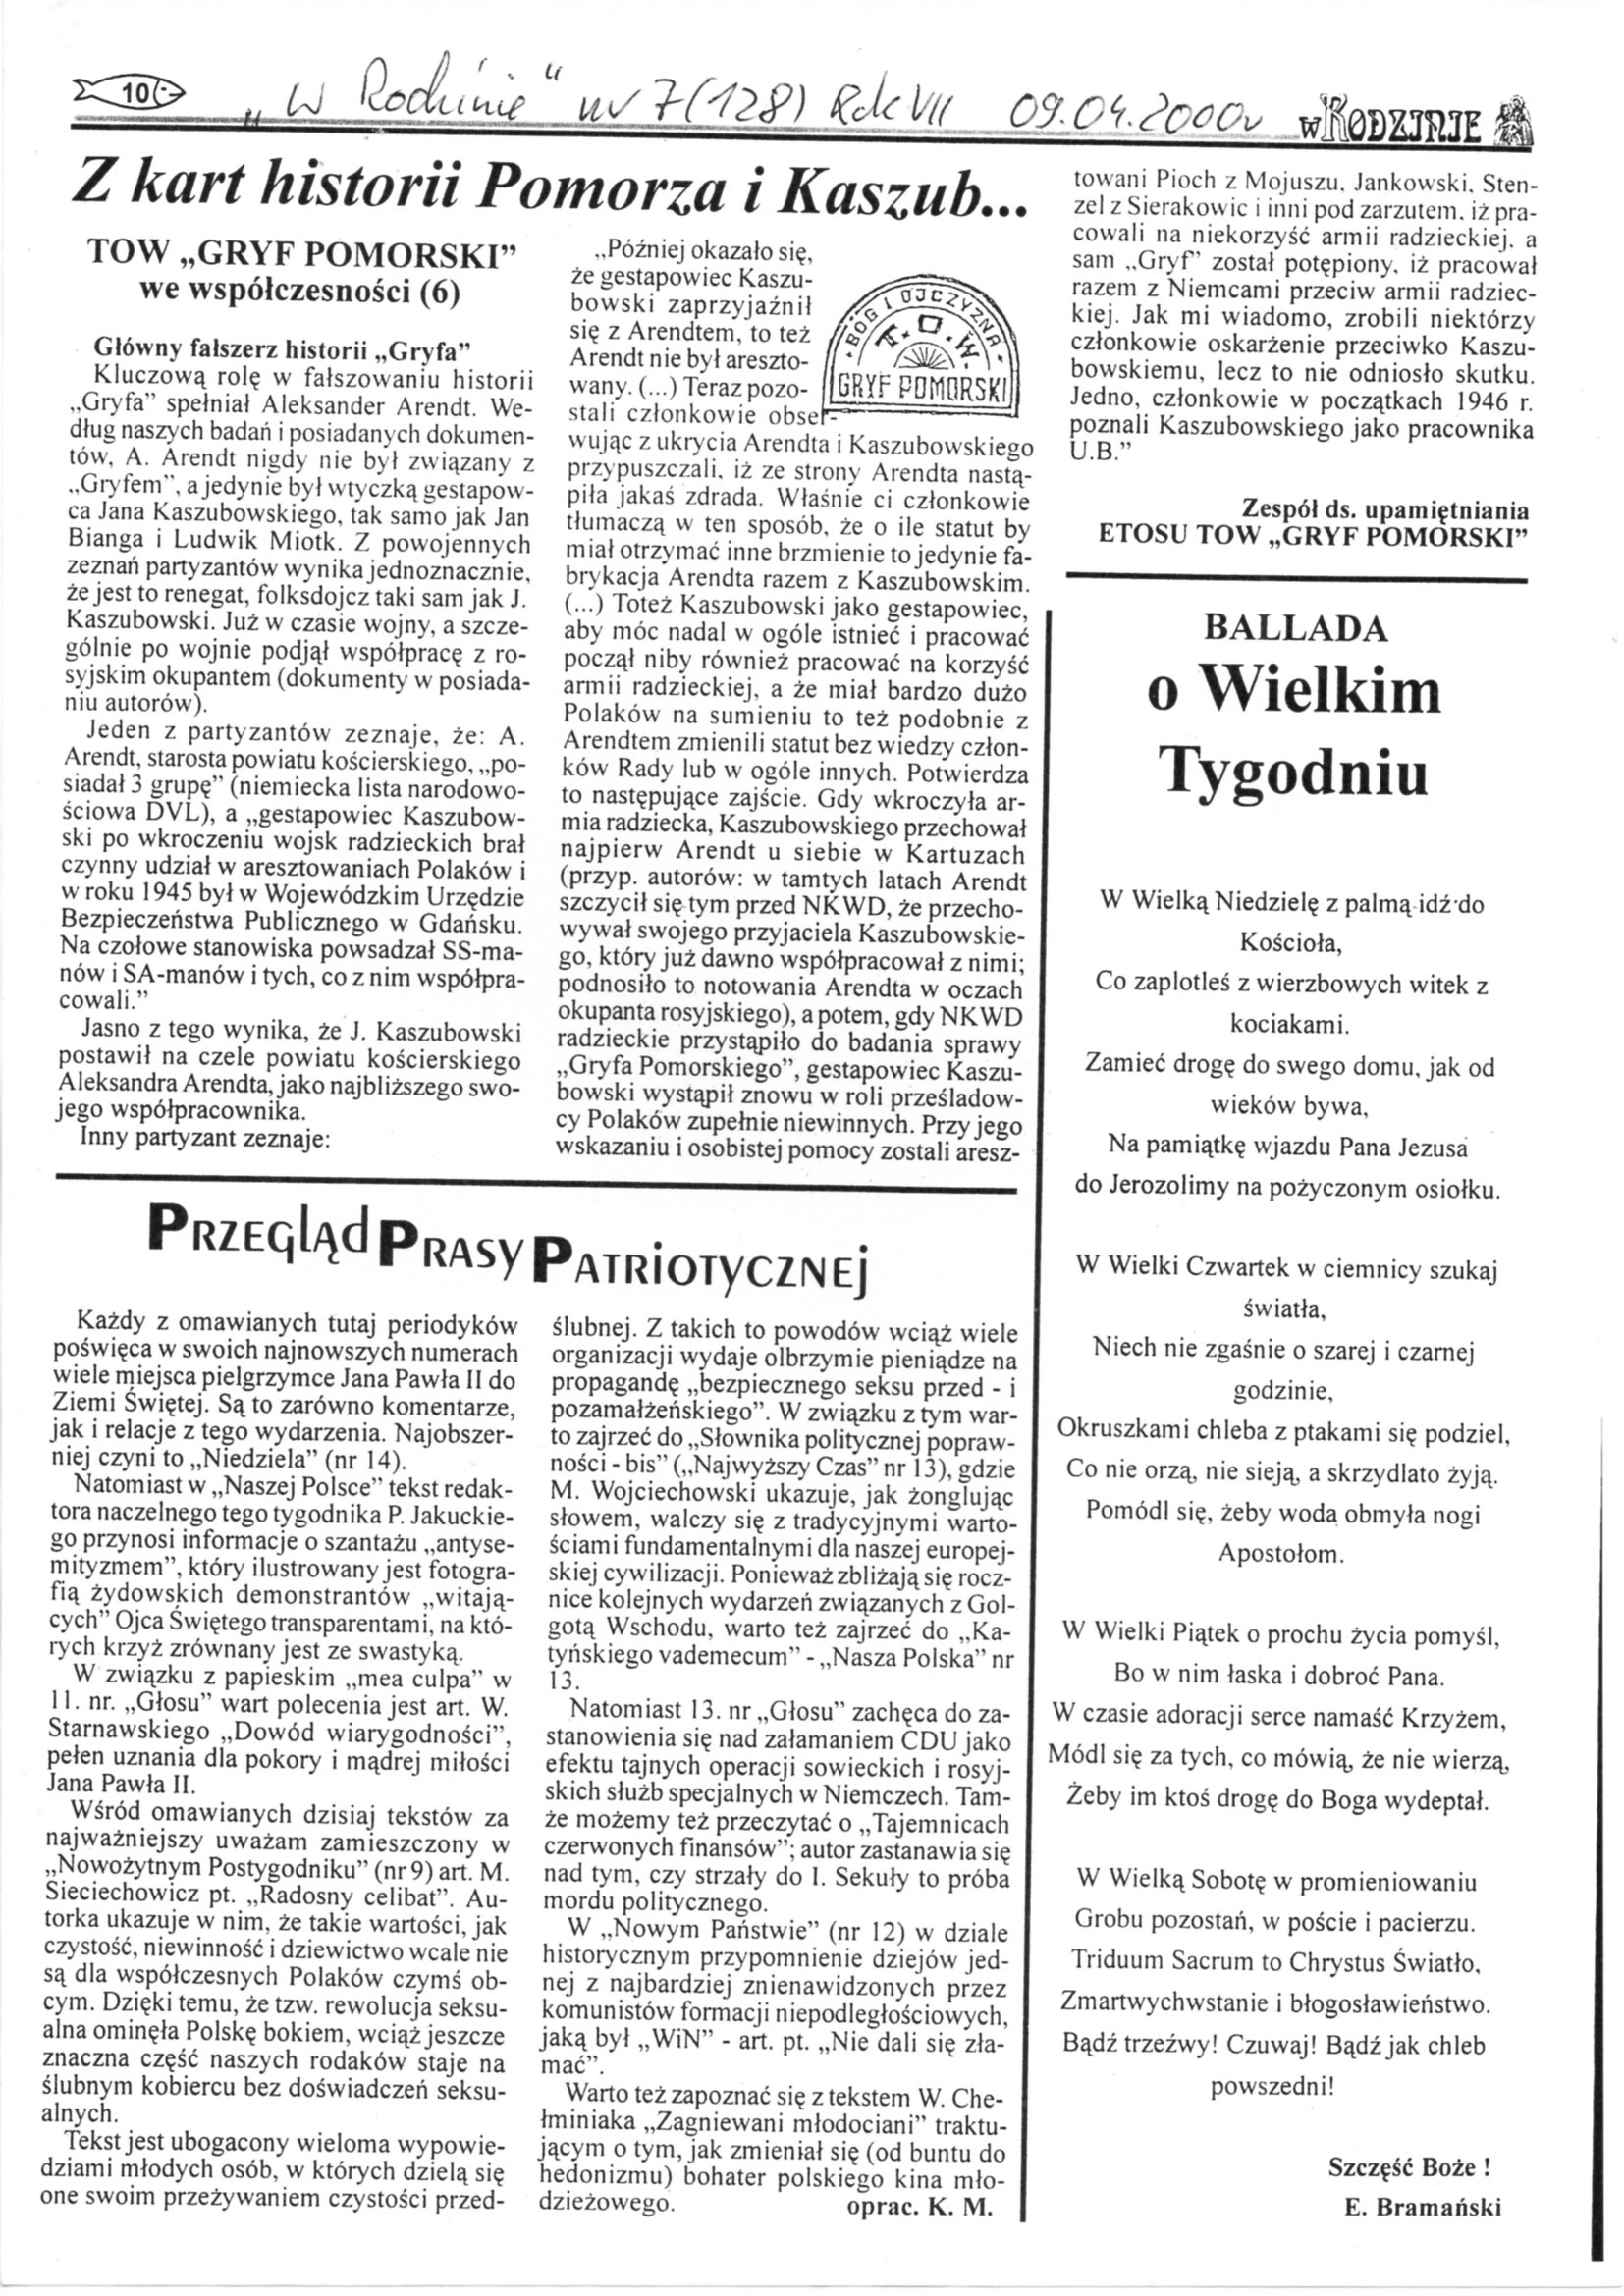 10
„W Rodzinie“ nr 7(128) Rok VII 09.04.2000r
w RODZINIE
Z kart historii Pomorza i Kaszub...
TOW „GRYF POMORSKI”
we współczesności (6)
Główny fałszerz historii „Gryfa”
Kluczową rolę w fałszowaniu historii
„Gryfa” spełniał Aleksander Arendt. We-
dług naszych badań i posiadanych dokumen-
tów, A. Arendt nigdy nie był związany z
„Gryfem”, a jedynie był wtyczką gestapow-
ca Jana Kaszubowskiego, tak samo jak Jan
Bianga i Ludwik Miotk. Z powojennych
zeznań partyzantów wynika jednoznacznie,
że jest to renegat, folksdojcz taki sam jak J.
Kaszubowski. Już w czasie wojny, a szcze-
gólnie po wojnie podjął współpracę z ro-
syjskim okupantem (dokumenty w posiada-
niu autorów).
Jeden z partyzantów zeznaje, że: A.
Arendt, starosta powiatu kościerskiego, „po-
siadał 3 grupę” (niemiecka lista narodowo-
ściowa DVL), a „gestapowiec Kaszubow-
ski po wkroczeniu wojsk radzieckich brał
czynny udział w aresztowaniach Polaków i
w roku 1945 był w Wojewódzkim Urzędzie
Bezpieczeństwa Publicznego w Gdańsku.
Na czołowe stanowiska powsadzał SS-ma-
nów i SA-manów i tych, co z nim współpra-
cowali.”
Jasno z tego wynika, że J. Kaszubowski
postawił na czele powiatu kościerskiego
Aleksandra Arendta, jako najbliższego swo-
jego współpracownika.
Inny partyzant zeznaje:
„Później okazało się,
że gestapowiec Kaszu-
bowski zaprzyjaźnił
się z Arendtem, to też
Arendt nie był areszto-
wany. (...) Teraz pozo-
stali członkowie obser-
BÓG I OJCZYZNA
T.O.W.
GRYF POMORSKI
wując z ukrycia Arendta i Kaszubowskiego
przypuszczali, iż ze strony Arendta nastą-
piła jakaś zdrada. Właśnie ci członkowie
tłumaczą w ten sposób, że o ile statut by
miał otrzymać inne brzmienie to jedynie fa-
brykacja Arendta razem z Kaszubowskim.
(...) Toteż Kaszubowski jako gestapowiec,
aby móc nadal w ogóle istnieć i pracować
począł niby również pracować na korzyść
armii radzieckiej, a że miał bardzo dużo
Polaków na sumieniu to też podobnie z
Arendtem zmienili statut bez wiedzy człon-
ków Rady lub w ogóle innych. Potwierdza
to następujące zajście. Gdy wkroczyła ar-
mia radziecka, Kaszubowskiego przechował
najpierw Arendt u siebie w Kartuzach
(przyp. autorów: w tamtych latach Arendt
szczycił się tym przed NKWD, że przecho-
wywał swojego przyjaciela Kaszubowskie-
go, który już dawno współpracował z nimi;
podnosiło to notowania Arendta w oczach
okupanta rosyjskiego), a potem, gdy NKWD
radzieckie przystąpiło do badania sprawy
„Gryfa Pomorskiego”, gestapowiec Kaszu-
bowski wystąpił znowu w roli prześladow-
cy Polaków zupełnie niewinnych. Przy jego
wskazaniu i osobistej pomocy zostali aresz-
towani Pioch z Mojuszu, Jankowski, Sten-
zel z Sierakowic i inni pod zarzutem, iż pra-
cowali na niekorzyść armii radzieckiej, a
sam „Gryf” został potępiony, iż pracował
razem z Niemcami przeciw armii radziec-
kiej. Jak mi wiadomo, zrobili niektórzy
członkowie oskarżenie przeciwko Kaszu-
bowskiemu, lecz to nie odniosło skutku.
Jedno, członkowie w początkach 1946 r.
poznali Kaszubowskiego jako pracownika
U.B.”
Zespół ds. upamiętniania
ETOSU TOW „GRYF POMORSKI”
Przegląd Prasy Patriotycznej
Każdy z omawianych tutaj periodyków
poświęca w swoich najnowszych numerach
wiele miejsca pielgrzymce Jana Pawła II do
Ziemi Świętej. Są to zarówno komentarze,
jak i relacje z tego wydarzenia. Najobszer-
niej czyni to „Niedziela” (nr 14).
Natomiast w „Naszej Polsce” tekst redak-
tora naczelnego tego tygodnika P. Jakuckie-
go przynosi informacje o szantażu „antyse-
mityzmem”, który ilustrowany jest fotogra-
fią żydowskich demonstrantów „witają-
cych” Ojca Świętego transparentami, na któ-
rych krzyż zrównany jest ze swastyką.
W związku z papieskim „mea culpa” w
11. nr. „Głosu” wart polecenia jest art. W.
Starnawskiego „Dowód wiarygodności”,
pełen uznania dla pokory i mądrej miłości
Jana Pawła II.
Wśród omawianych dzisiaj tekstów za
najważniejszy uważam zamieszczony w
„Nowożytnym Postygodniku” (nr 9) art. M.
Sieciechowicz pt. „Radosny celibat”. Au-
torka ukazuje w nim, że takie wartości, jak
czystość, niewinność i dziewictwo wcale nie
są dla współczesnych Polaków czymś ob-
cym. Dzięki temu, że tzw. rewolucja seksu-
alna ominęła Polskę bokiem, wciąż jeszcze
znaczna część naszych rodaków staje na
ślubnym kobiercu bez doświadczeń seksu-
alnych.
Tekst jest ubogacony wieloma wypowie-
dziami młodych osób, w których dzielą się
one swoim przeżywaniem czystości przed-
ślubnej. Z takich to powodów wciąż wiele
organizacji wydaje olbrzymie pieniądze na
propagandę „bezpiecznego seksu przed - i
pozamałżeńskiego”. W związku z tym war-
to zajrzeć do „Słownika politycznej popraw-
ności - bis” („Najwyższy Czas” nr 13), gdzie
M. Wojciechowski ukazuje, jak żonglując
słowem, walczy się z tradycyjnymi warto-
ściami fundamentalnymi dla naszej europej-
skiej cywilizacji. Ponieważ zbliżają się rocz-
nice kolejnych wydarzeń związanych z Gol-
gotą Wschodu, warto też zajrzeć do „Ka-
tyńskiego vademecum” - „Nasza Polska” nr
13.
Natomiast 13. nr „Głosu” zachęca do za-
stanowienia się nad załamaniem CDU jako
efektu tajnych operacji sowieckich i rosyj-
skich służb specjalnych w Niemczech. Tam-
że możemy też przeczytać o „Tajemnicach
czerwonych finansów”; autor zastanawia się
nad tym, czy strzały do I. Sekuły to próba
mordu politycznego.
W „Nowym Państwie” (nr 12) w dziale
historycznym przypomnienie dziejów jed-
nej z najbardziej znienawidzonych przez
komunistów formacji niepodległościowych,
jaką był „WiN” - art. pt. „Nie dali się zła-
mać”.
Warto też zapoznać się z tekstem W. Che-
łminiaka „Zagniewani młodociani” traktu-
jącym o tym, jak zmieniał się (od buntu do
hedonizmu) bohater polskiego kina mło-
dzieżowego. oprac. K. M.
BALLADA
o Wielkim
Tygodniu
W Wielką Niedzielę z palmą idź do
Kościoła,
Co zaplotleś z wierzbowych witek z
kociakami.
Zamieć drogę do swego domu, jak od
wieków bywa,
Na pamiątkę wjazdu Pana Jezusa
do Jerozolimy na pożyczonym osiołku.
W Wielki Czwartek w ciemnicy szukaj
światła,
Niech nie zgaśnie o szarej i czarnej
godzinie,
Okruszkami chleba z ptakami się podziel,
Co nie orzą, nie sieją, a skrzydlato żyją.
Pomódl się, żeby woda obmyła nogi
Apostołom.
W Wielki Piątek o prochu życia pomyśl,
Bo w nim łaska i dobroć Pana.
W czasie adoracji serce namaść Krzyżem,
Módl się za tych, co mówią, że nie wierzą,
Żeby im ktoś drogę do Boga wydeptał.
W Wielką Sobotę w promieniowaniu
Grobu pozostań, w poście i pacierzu.
Triduum Sacrum to Chrystus Światło,
Zmartwychwstanie i błogosławieństwo.
Bądź trzeźwy! Czuwaj! Bądź jak chleb
powszedni!
Szczęść Boże !
E. Bramański